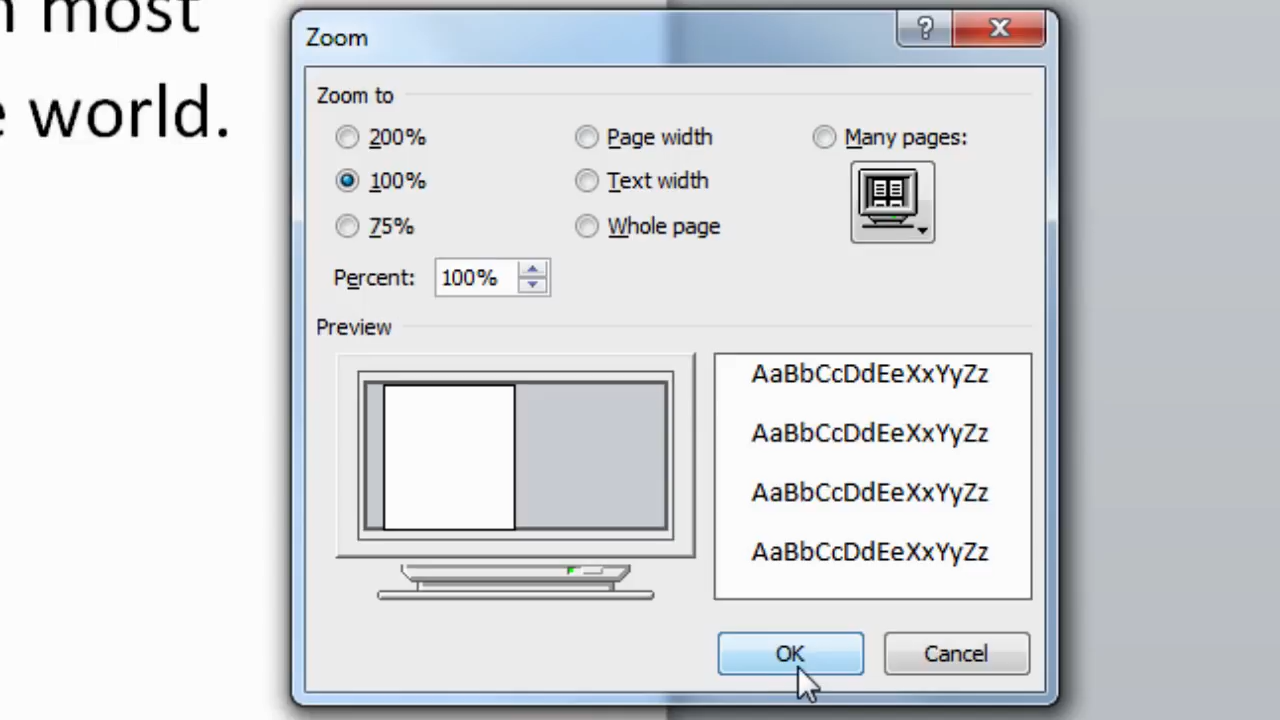 most
world.
Zoom
Zoom to
200%
Page width
Many pages:
100%
Text width
75%
Whole page
Percent: 100%
Preview
AaBbCcDdEeXxYyZz
AaBbCcDdEeXxYyZz
AaBbCcDdEeXxYyZz
AaBbCcDdEeXxYyZz
OK
Cancel